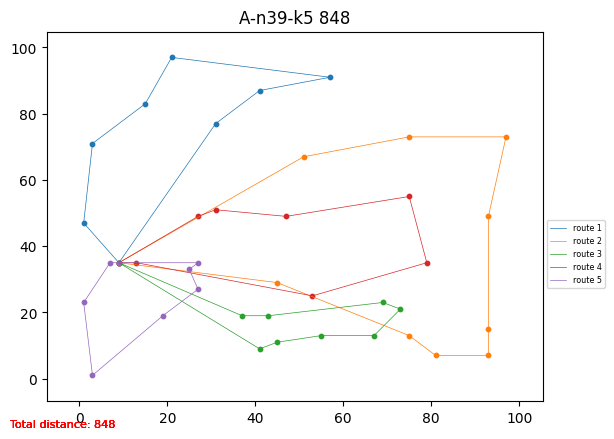 A-n39-k5 848
100
80
60
40
20
0
0 20 40 60 80 100
route 1
route 2
route 3
route 4
route 5
Total distance: 848